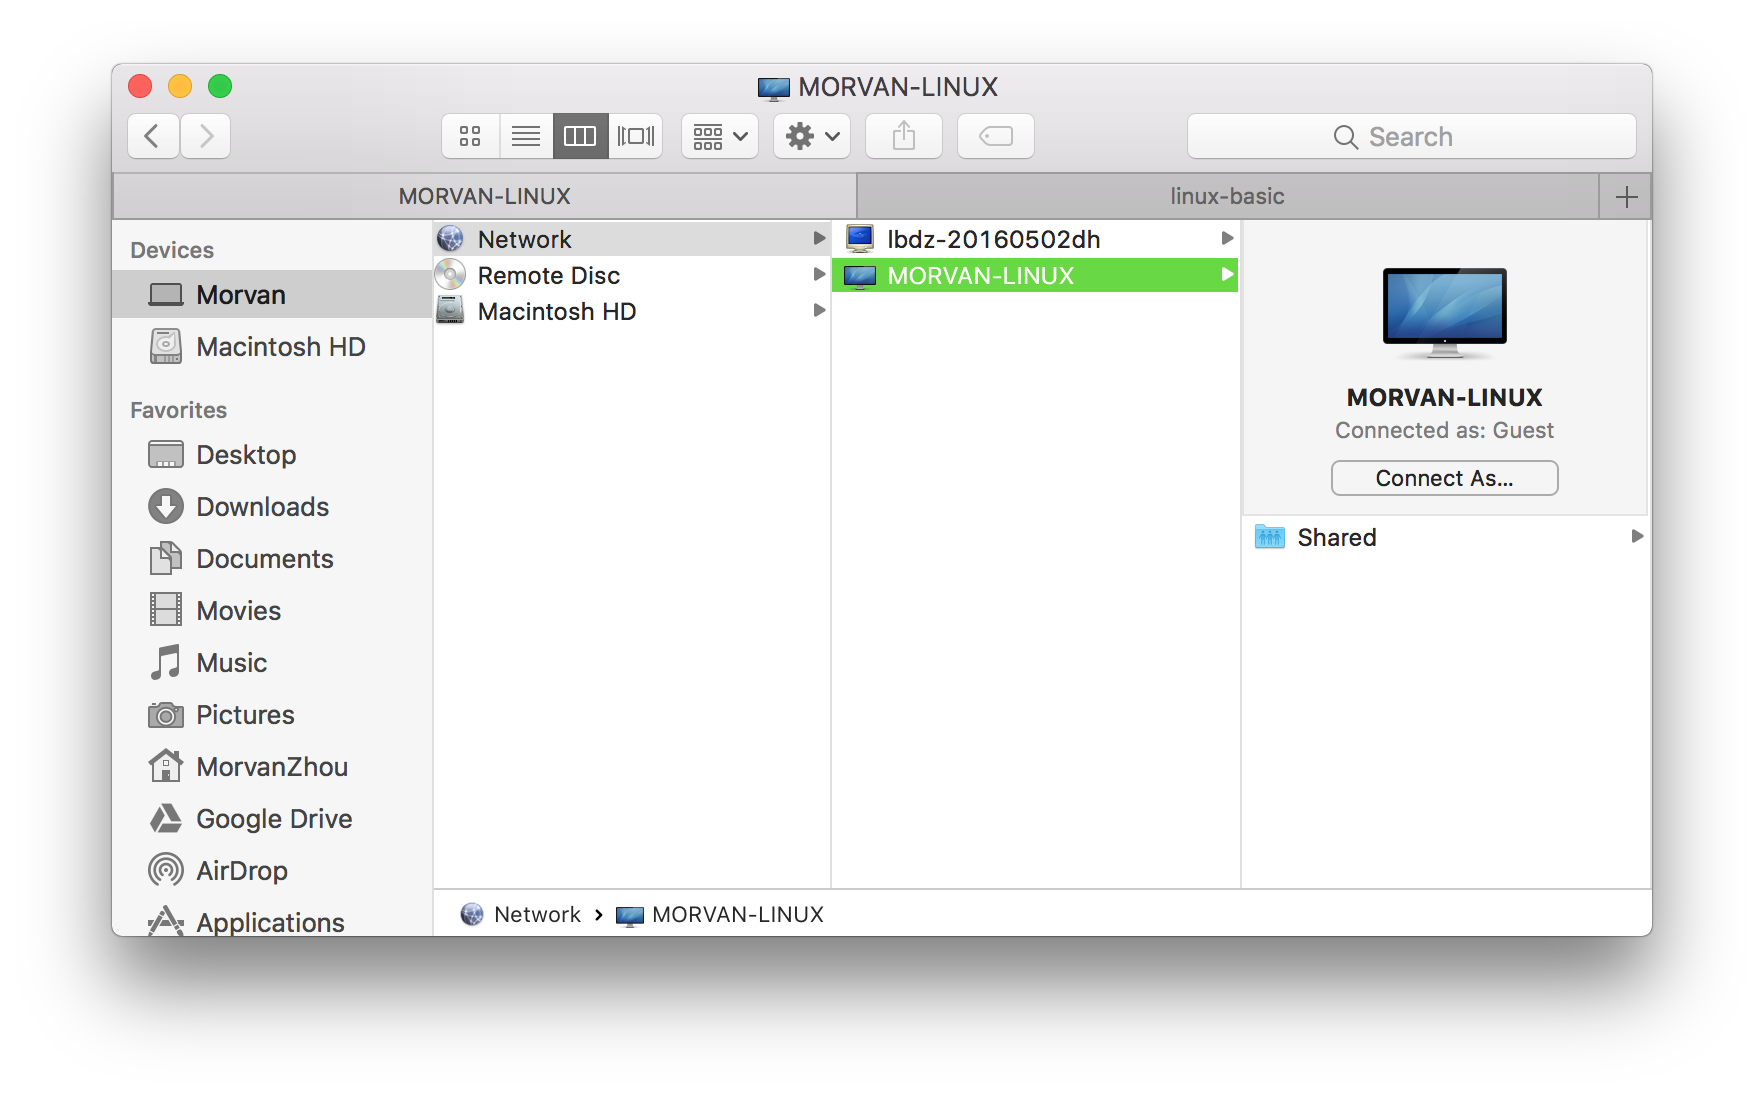 MORVAN-LINUX
Search
MORVAN-LINUX
linux-basic
Devices
Morvan
Macintosh HD
Favorites
Desktop
Downloads
Documents
Movies
Music
Pictures
MorvanZhou
Google Drive
AirDrop
Applications
Network
Remote Disc
Macintosh HD
lbdz-20160502dh
MORVAN-LINUX
MORVAN-LINUX
Connected as: Guest
Connect As...
Shared
Network › MORVAN-LINUX